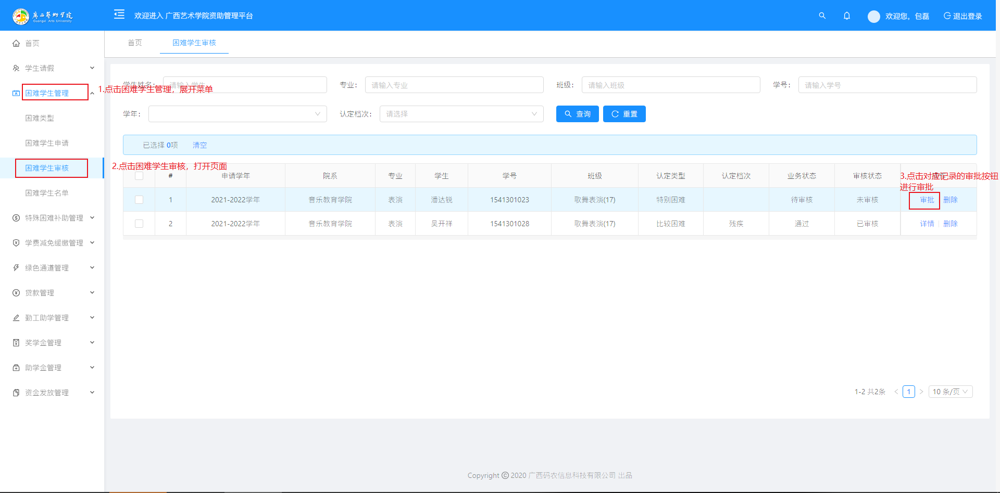 廣西藝術学院
Guangxi Arts University
欢迎进入 广西艺术学院资助管理平台
欢迎您，包磊
退出登录
首页
学生请假
困难学生管理
困难类型
困难学生申请
困难学生审核
困难学生名单
特殊困难补助管理
学费减免缓缴管理
绿色通道管理
贷款管理
勤工助学管理
奖学金管理
助学金管理
资金发放管理
首页 困难学生审核
学生姓名： 请输入学生 专业： 请输入专业 班级： 请输入班级 学号： 请输入学号
1.点击困难学生管理，展开菜单
学年： 认定档次： 请选择 查询 重置
已选择 0项 清空
2.点击困难学生审核，打开页面
# 申请学年 院系 专业 学生 学号 班级 认定类型 认定档次 业务状态 审核状态
3.点击对应记录的审批按钮
进行审批
1 2021-2022学年 音乐教育学院 表演 潘达锐 1541301023 歌舞表演(17) 特别困难 待审核 未审核 审批 删除
2 2021-2022学年 音乐教育学院 表演 吴开祥 1541301028 歌舞表演(17) 比较困难 残疾 通过 已审核 详情 删除
1-2 共2条 < 1 > 10 条/页
Copyright © 2020 广西码农信息科技有限公司 出品